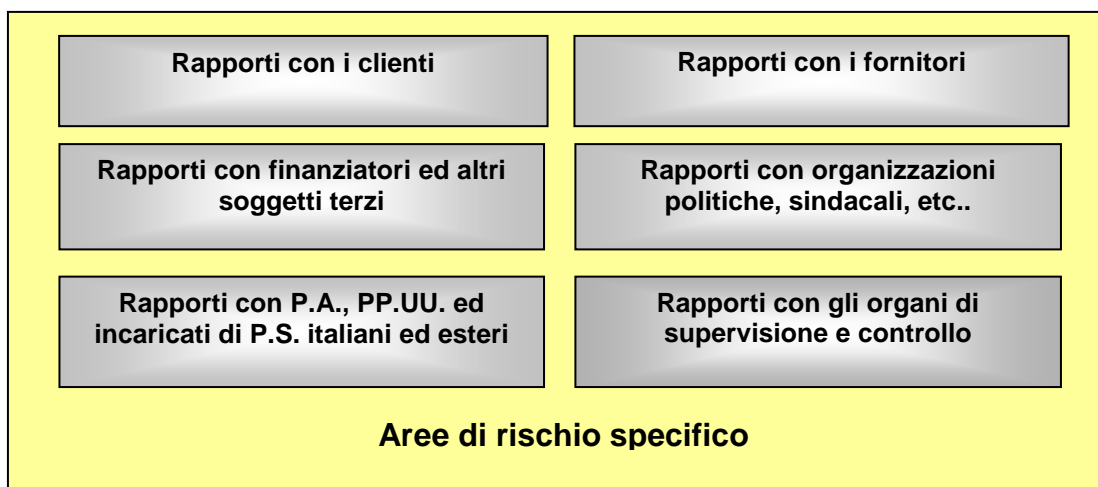 Rapporti con i clienti
Rapporti con i fornitori
Rapporti con finanziatori ed altri
soggetti terzi
Rapporti con organizzazioni
politiche, sindacali, etc..
Rapporti con P.A., PP.UU. ed
incaricati di P.S. italiani ed esteri
Rapporti con gli organi di
supervisione e controllo
Aree di rischio specifico